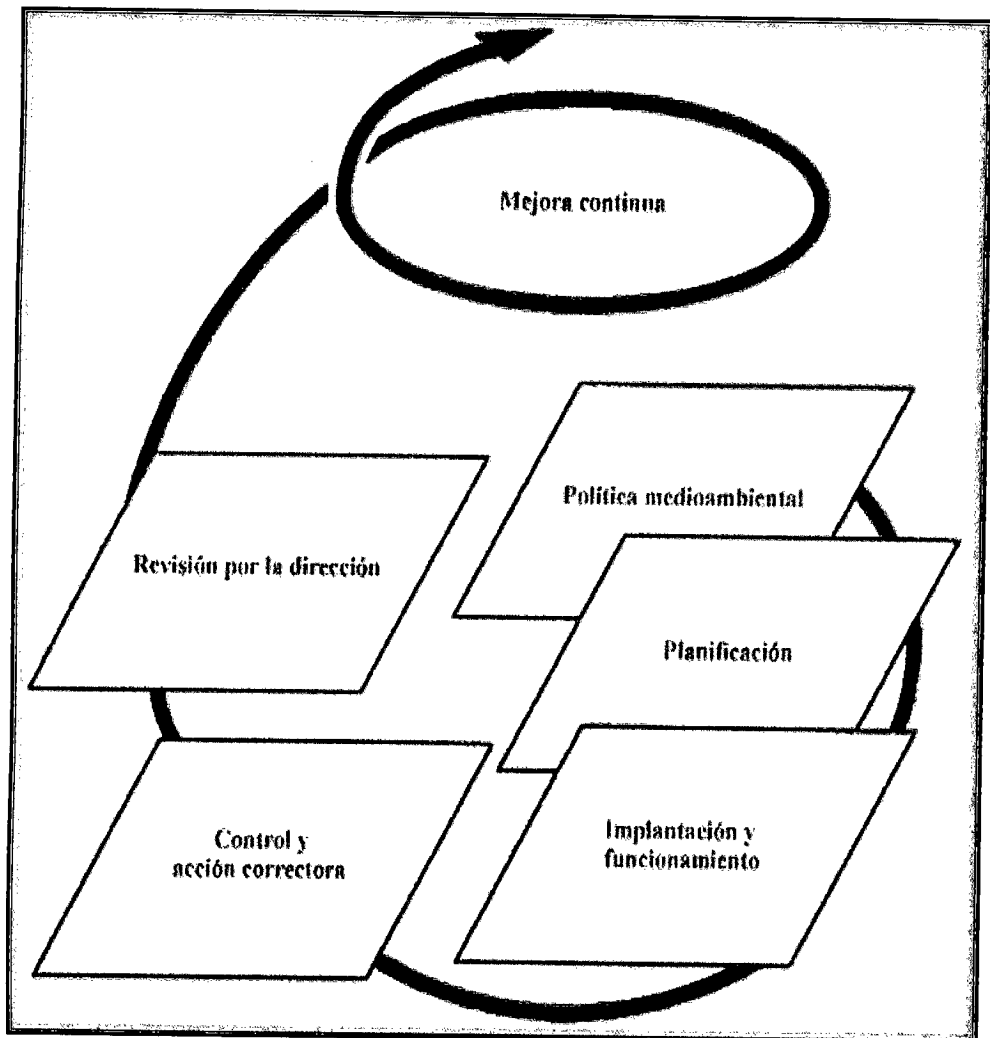 Mejora continua
Política medioambiental
Revisión por la dirección
Planificación
Implantación y
funcionamiento
Control y
acción correctora